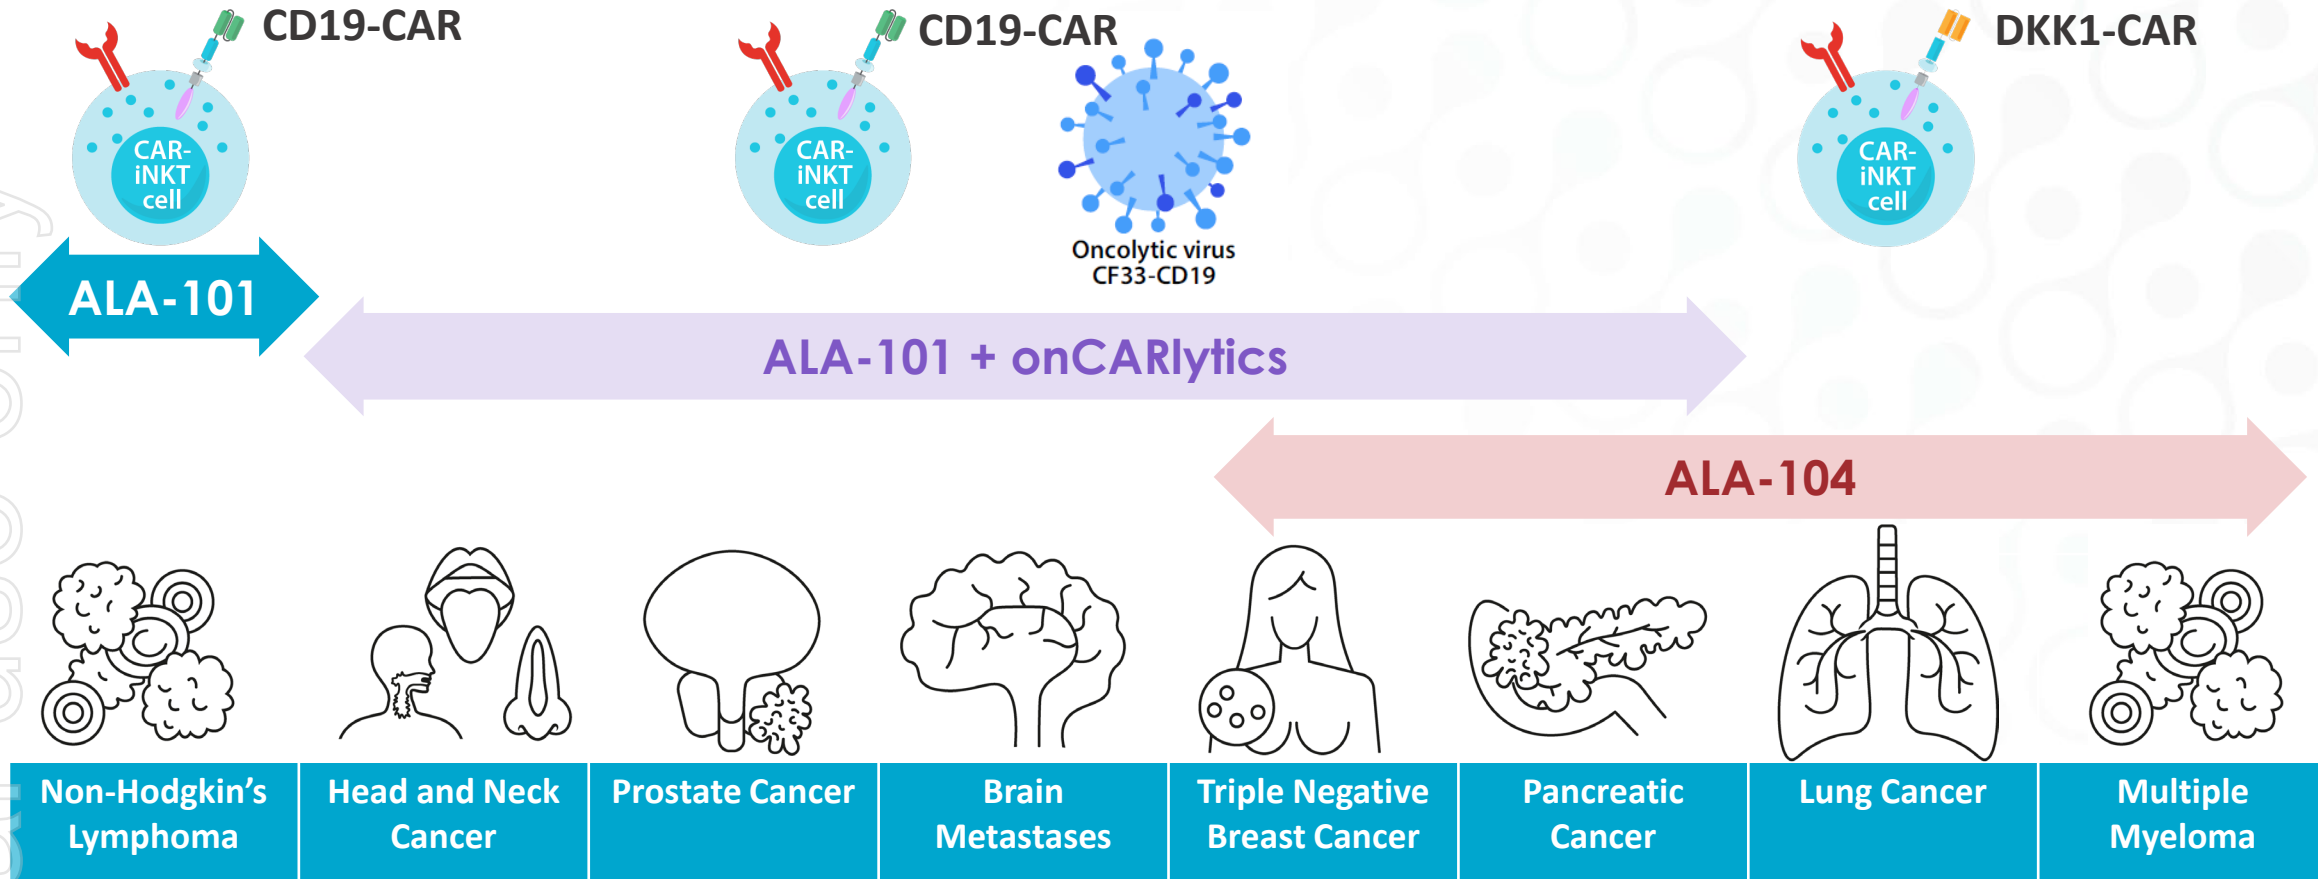 CD19-CAR
CD19-CAR
DKK1-CAR
CAR-
iNKT
cell
CAR-
iNKT
cell
CAR-
iNKT
cell
Oncolytic virus
CF33-CD19
ALA-101
ALA-101 + onCARlytics
ALA-104
Non-Hodgkin’s
Lymphoma
Head and Neck
Cancer
Prostate Cancer
Brain
Metastases
Triple Negative
Breast Cancer
Pancreatic
Cancer
Lung Cancer
Multiple
Myeloma